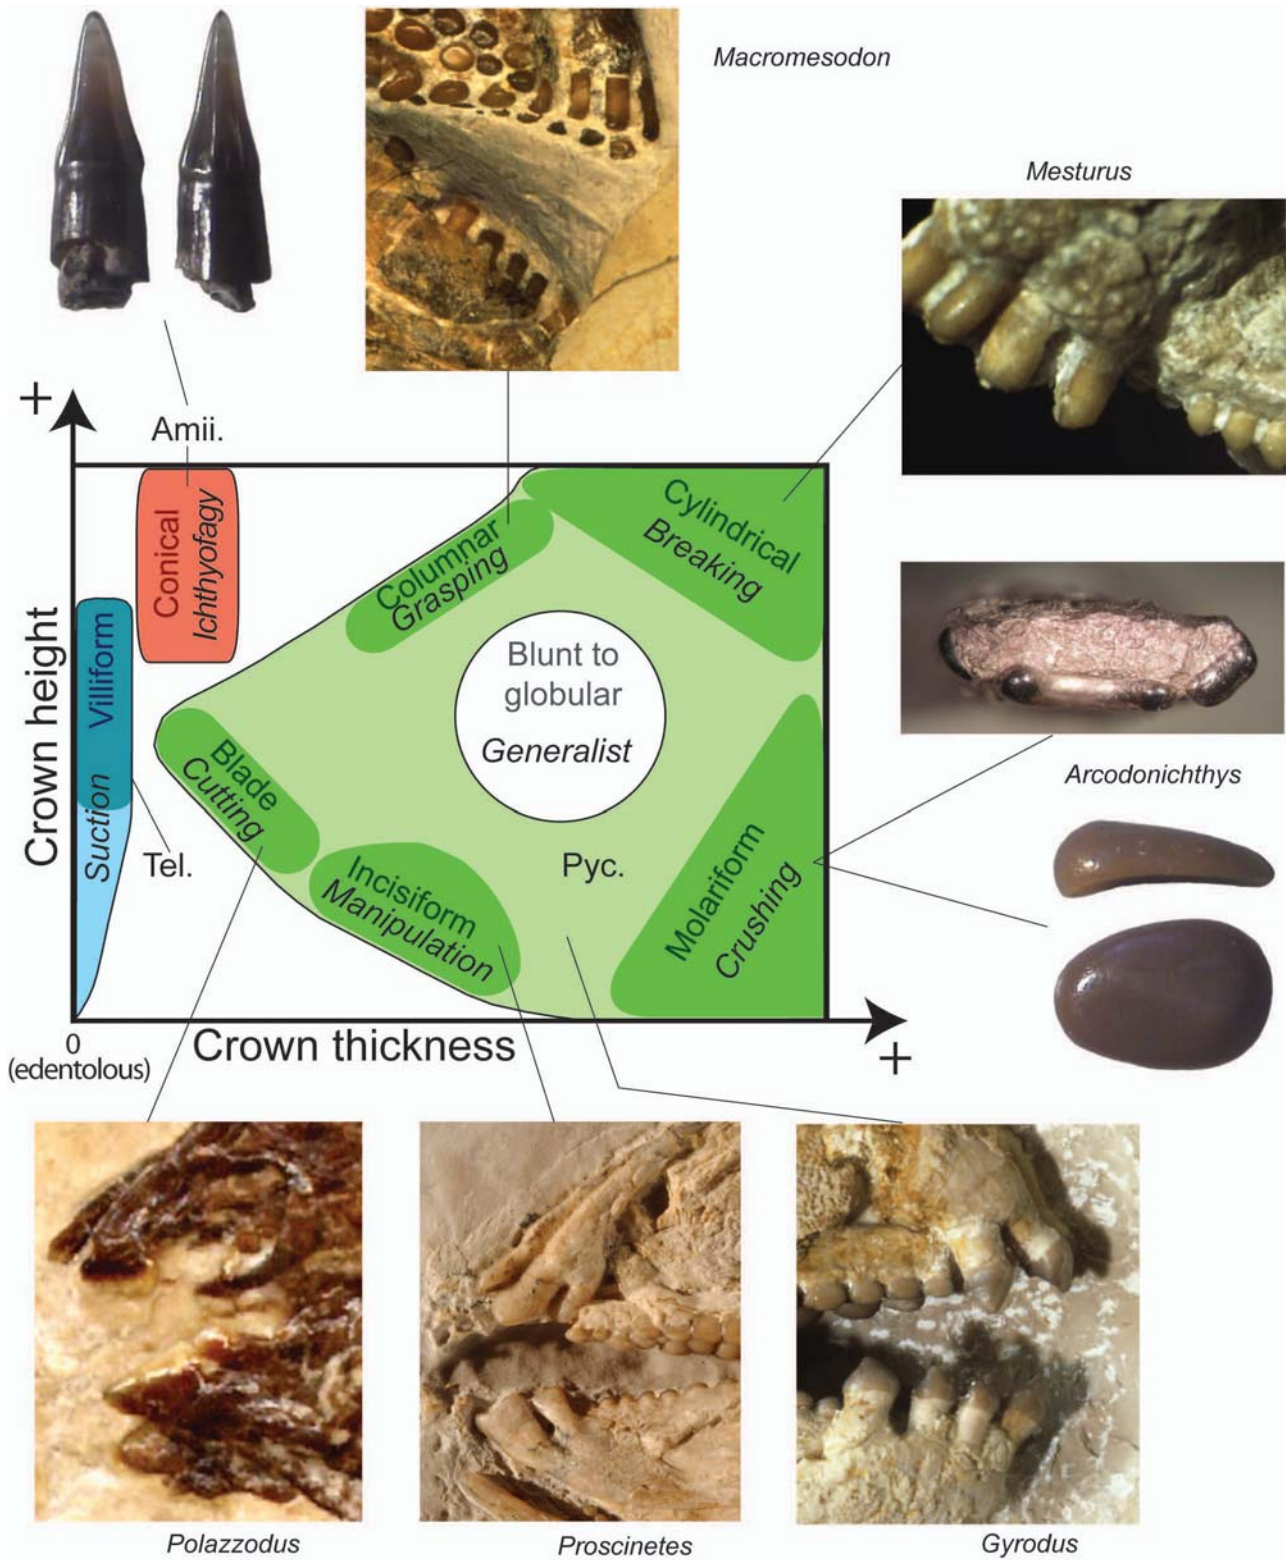 Macromesodon
Mesturus
+
Amii.
Conical
Ichthyofagy
Columnar
Grasping
Cylindrical
Breaking
Crown height
Villiform
Suction
Blunt to
globular
Generalist
Arcodonichthys
Blade
Cutting
Tel.
Incisiform
Manipulation
Pyc.
Molariform
Crushing
0
(edentolous)
Crown thickness
+
Polazzodus
Proscinetes
Gyrodus